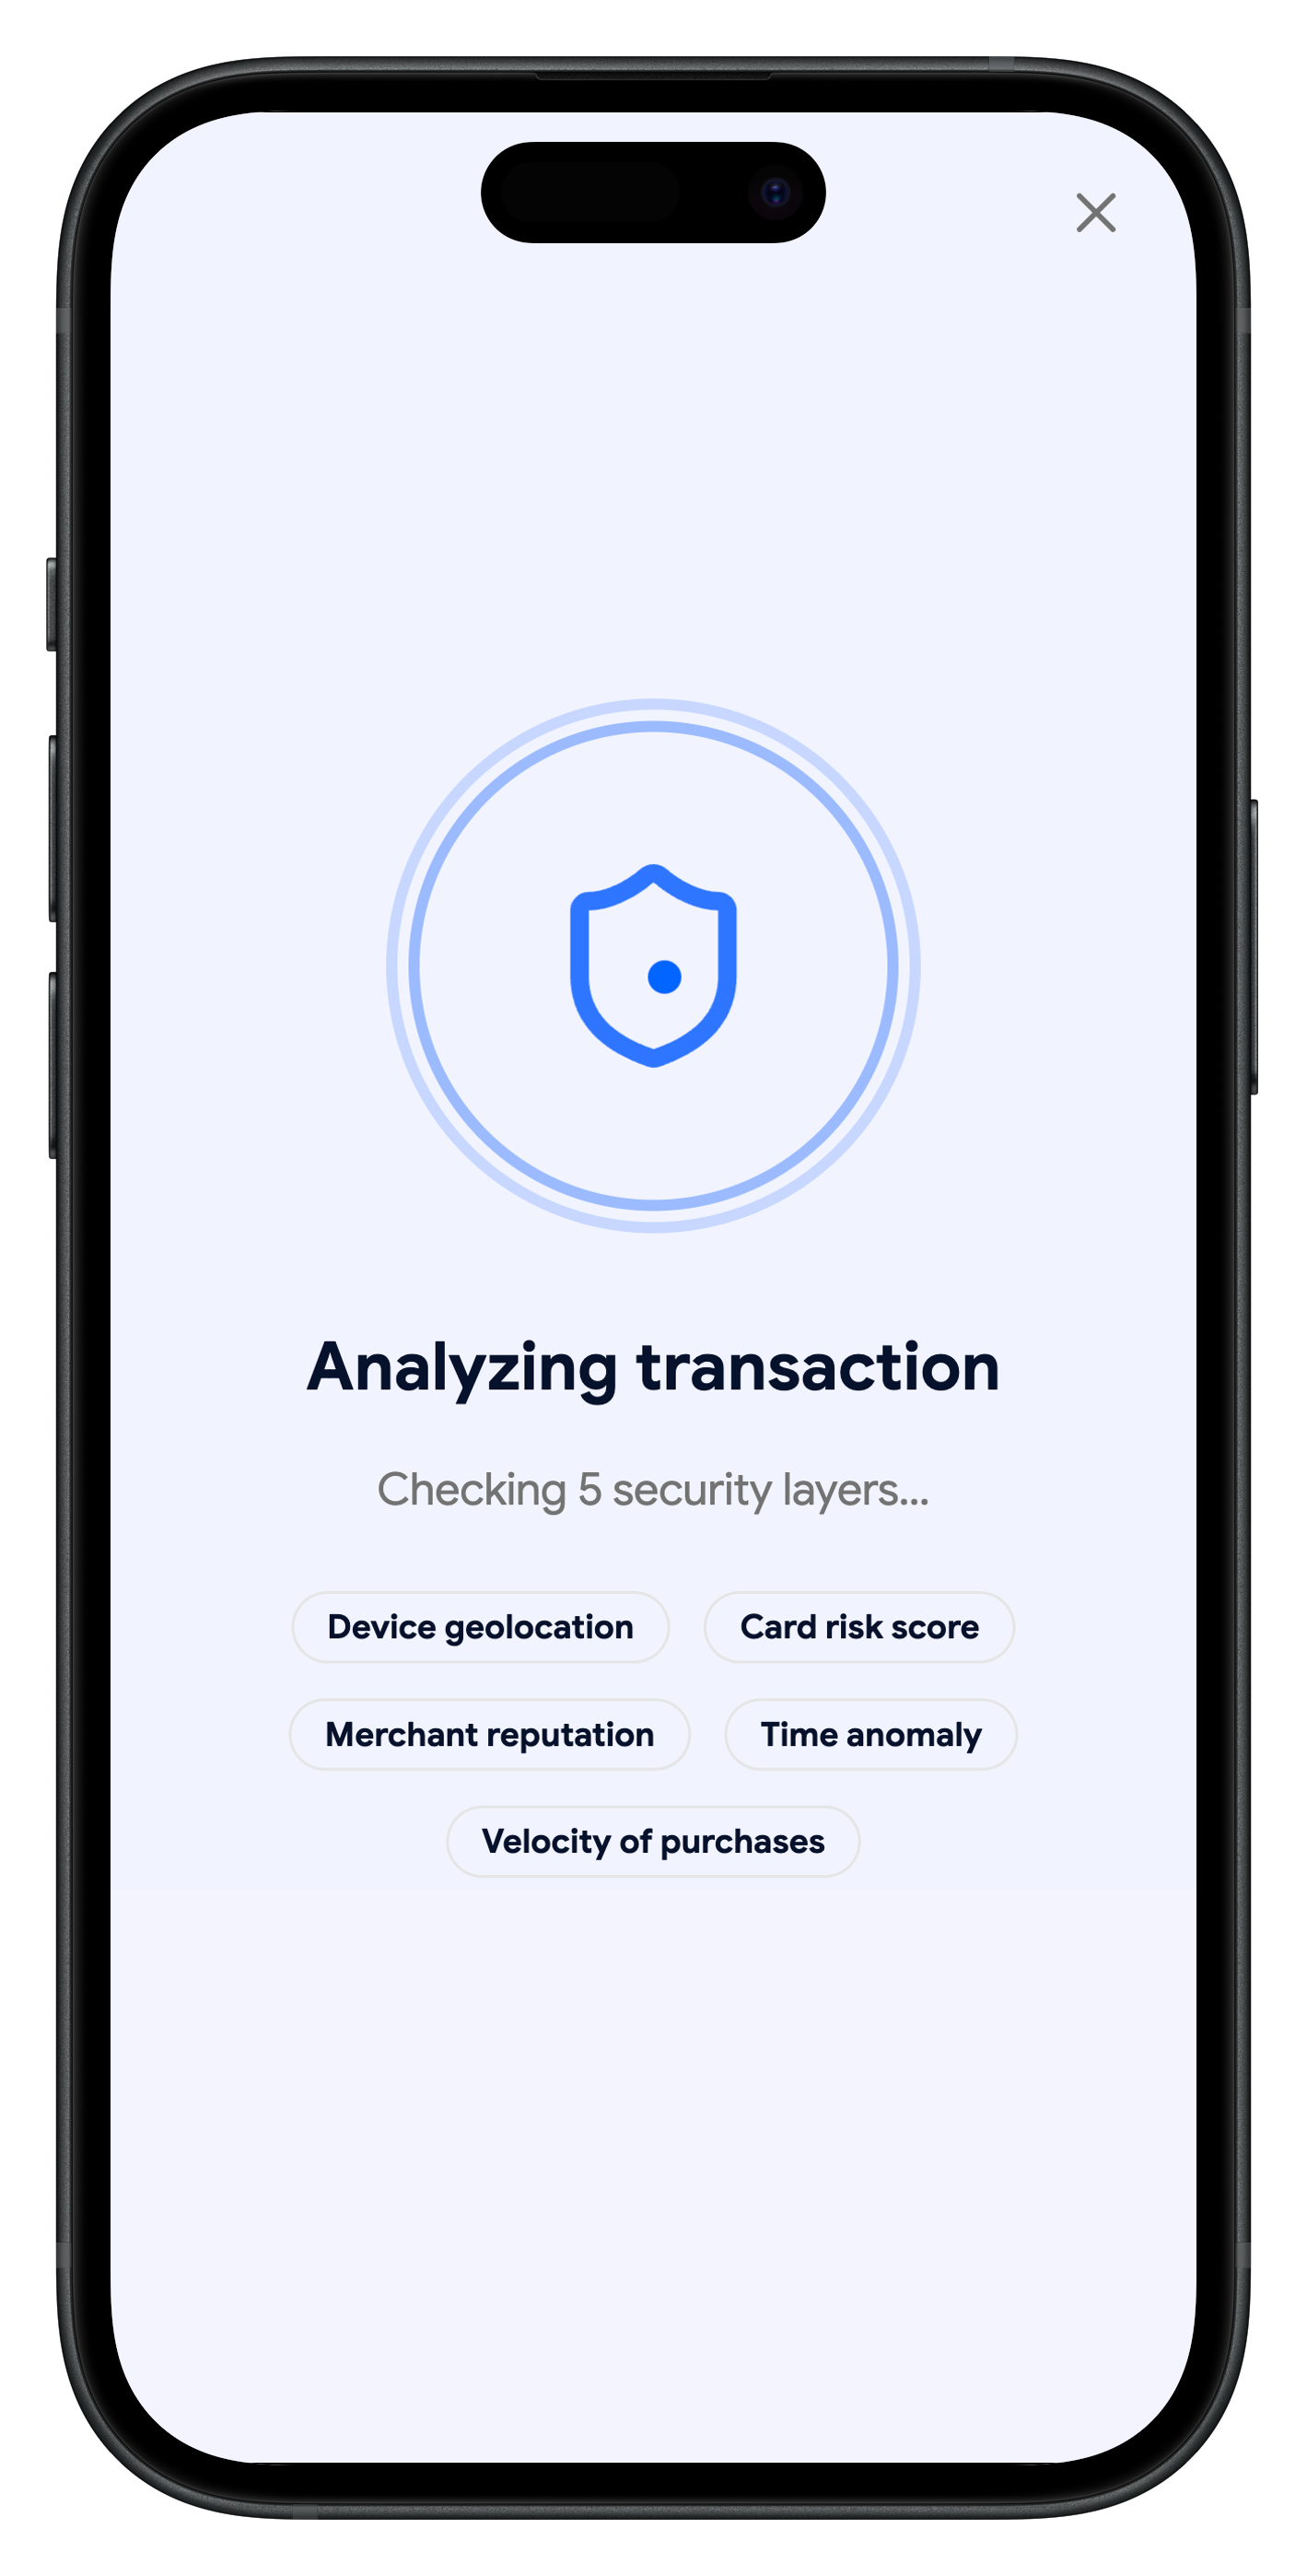 Analyzing transaction
Checking 5 security layers...
Device geolocation
Card risk score
Merchant reputation
Time anomaly
Velocity of purchases